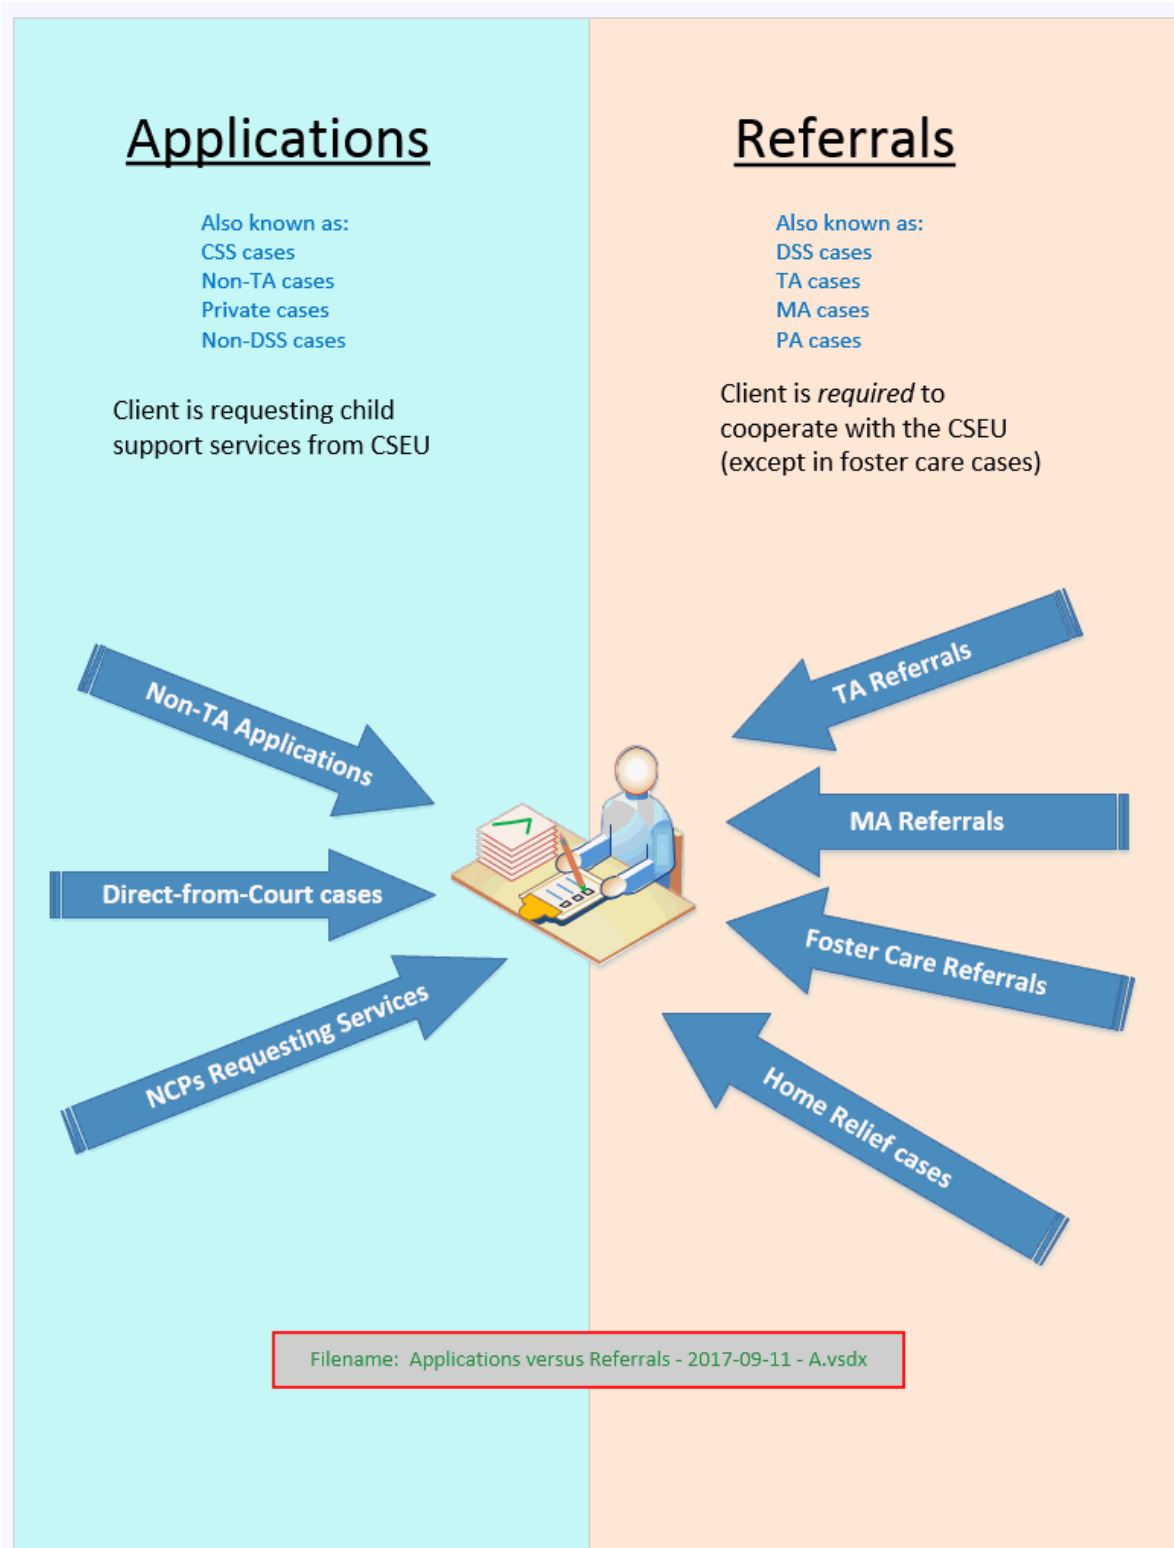 Applications
Also known as:
CSS cases
Non-TA cases
Private cases
Non-DSS cases
Client is requesting child
support services from CSEU
Referrals
Also known as:
DSS cases
TA cases
MA cases
PA cases
Client is required to
cooperate with the CSEU
(except in foster care cases)
Non-TA Applications
Direct-from-Court cases
NCPs Requesting Services
TA Referrals
MA Referrals
Foster Care Referrals
Home Relief cases
Filename:  Applications versus Referrals - 2017-09-11 - A.vsdx